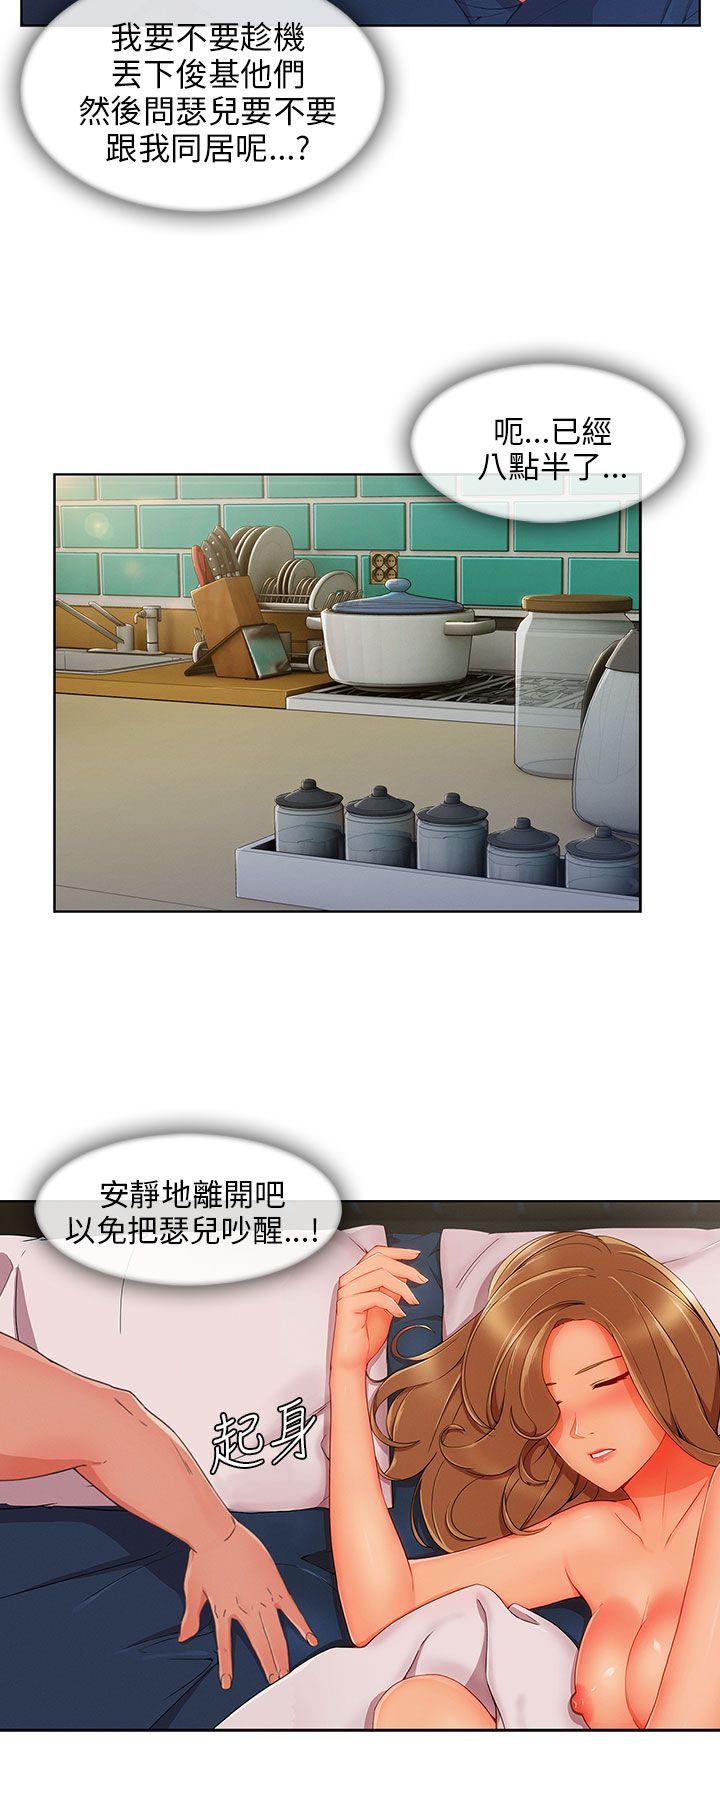 我要不要趁機
丟下俊基他們
然後問瑟兒要不要
跟我同居呢...?
呃...已經
八點半了...
安靜地離開吧
以免把瑟兒吵醒...!
起身